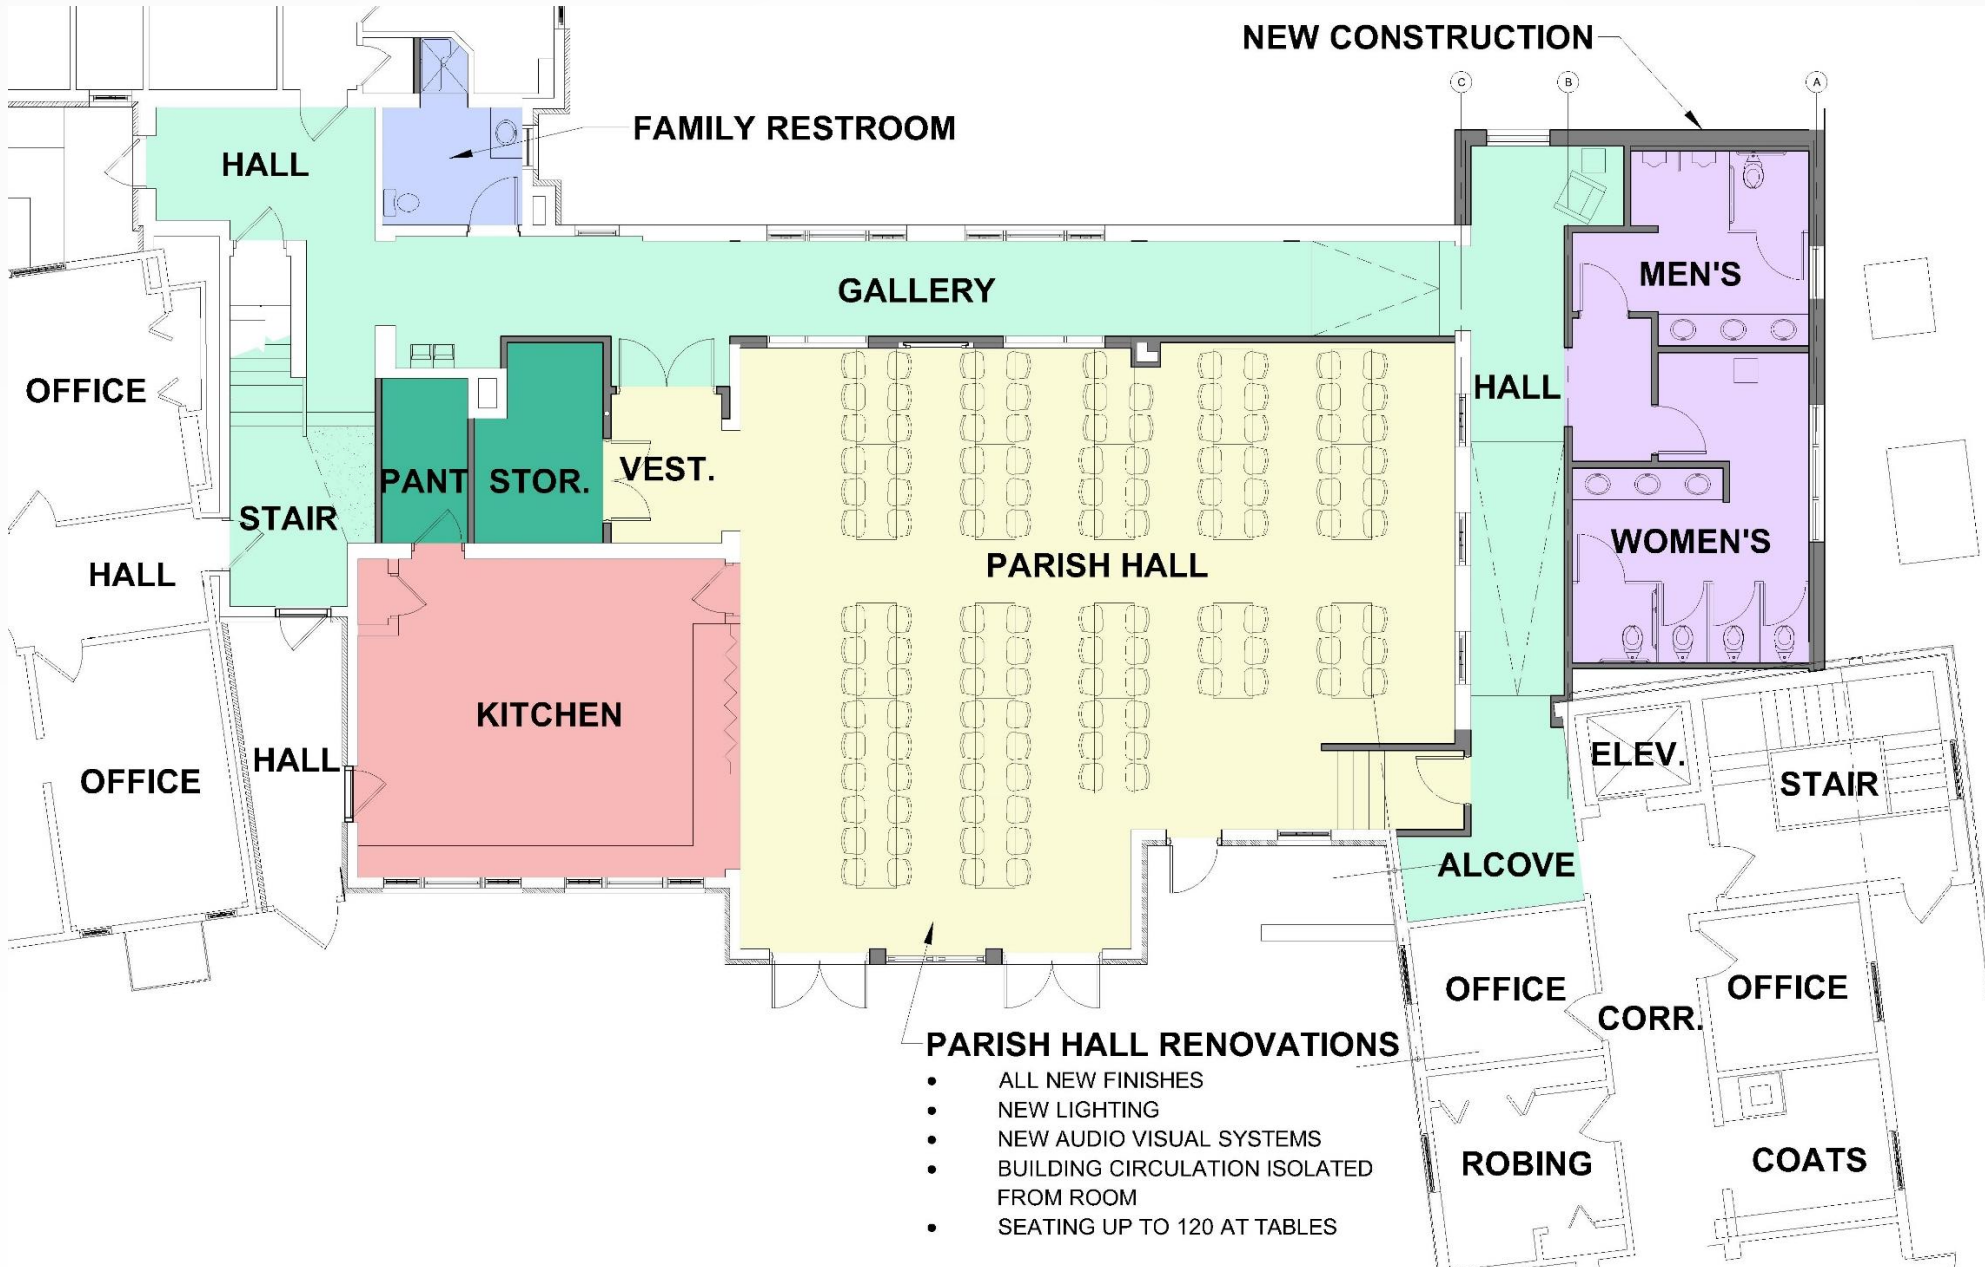 NEW CONSTRUCTION
C
B
A
FAMILY RESTROOM
HALL
GALLERY
MEN'S
OFFICE
HALL
PANT
STOR.
VEST.
STAIR
WOMEN'S
HALL
PARISH HALL
KITCHEN
HALL
OFFICE
ELEV.
STAIR
ALCOVE
OFFICE
OFFICE
CORR.
PARISH HALL RENOVATIONS
• ALL NEW FINISHES
• NEW LIGHTING
• NEW AUDIO VISUAL SYSTEMS
• BUILDING CIRCULATION ISOLATED
FROM ROOM
• SEATING UP TO 120 AT TABLES
ROBING
COATS